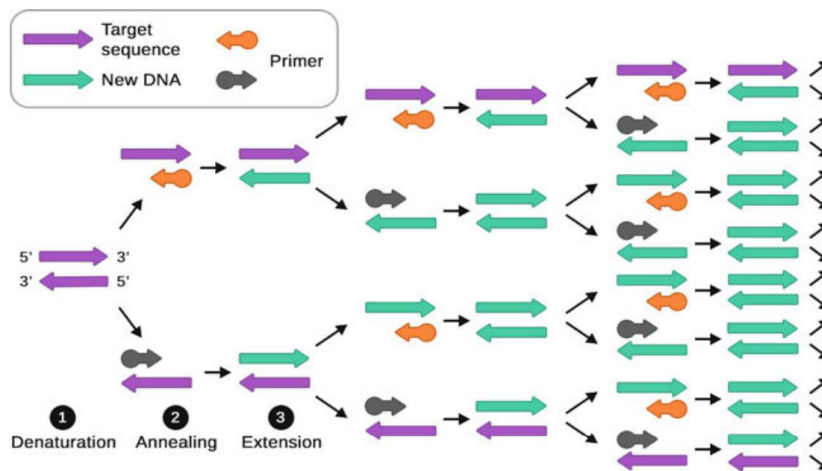 Target
sequence
New DNA
Primer
5' 3'
3' 5'
1 2 3
Denaturation Annealing Extension